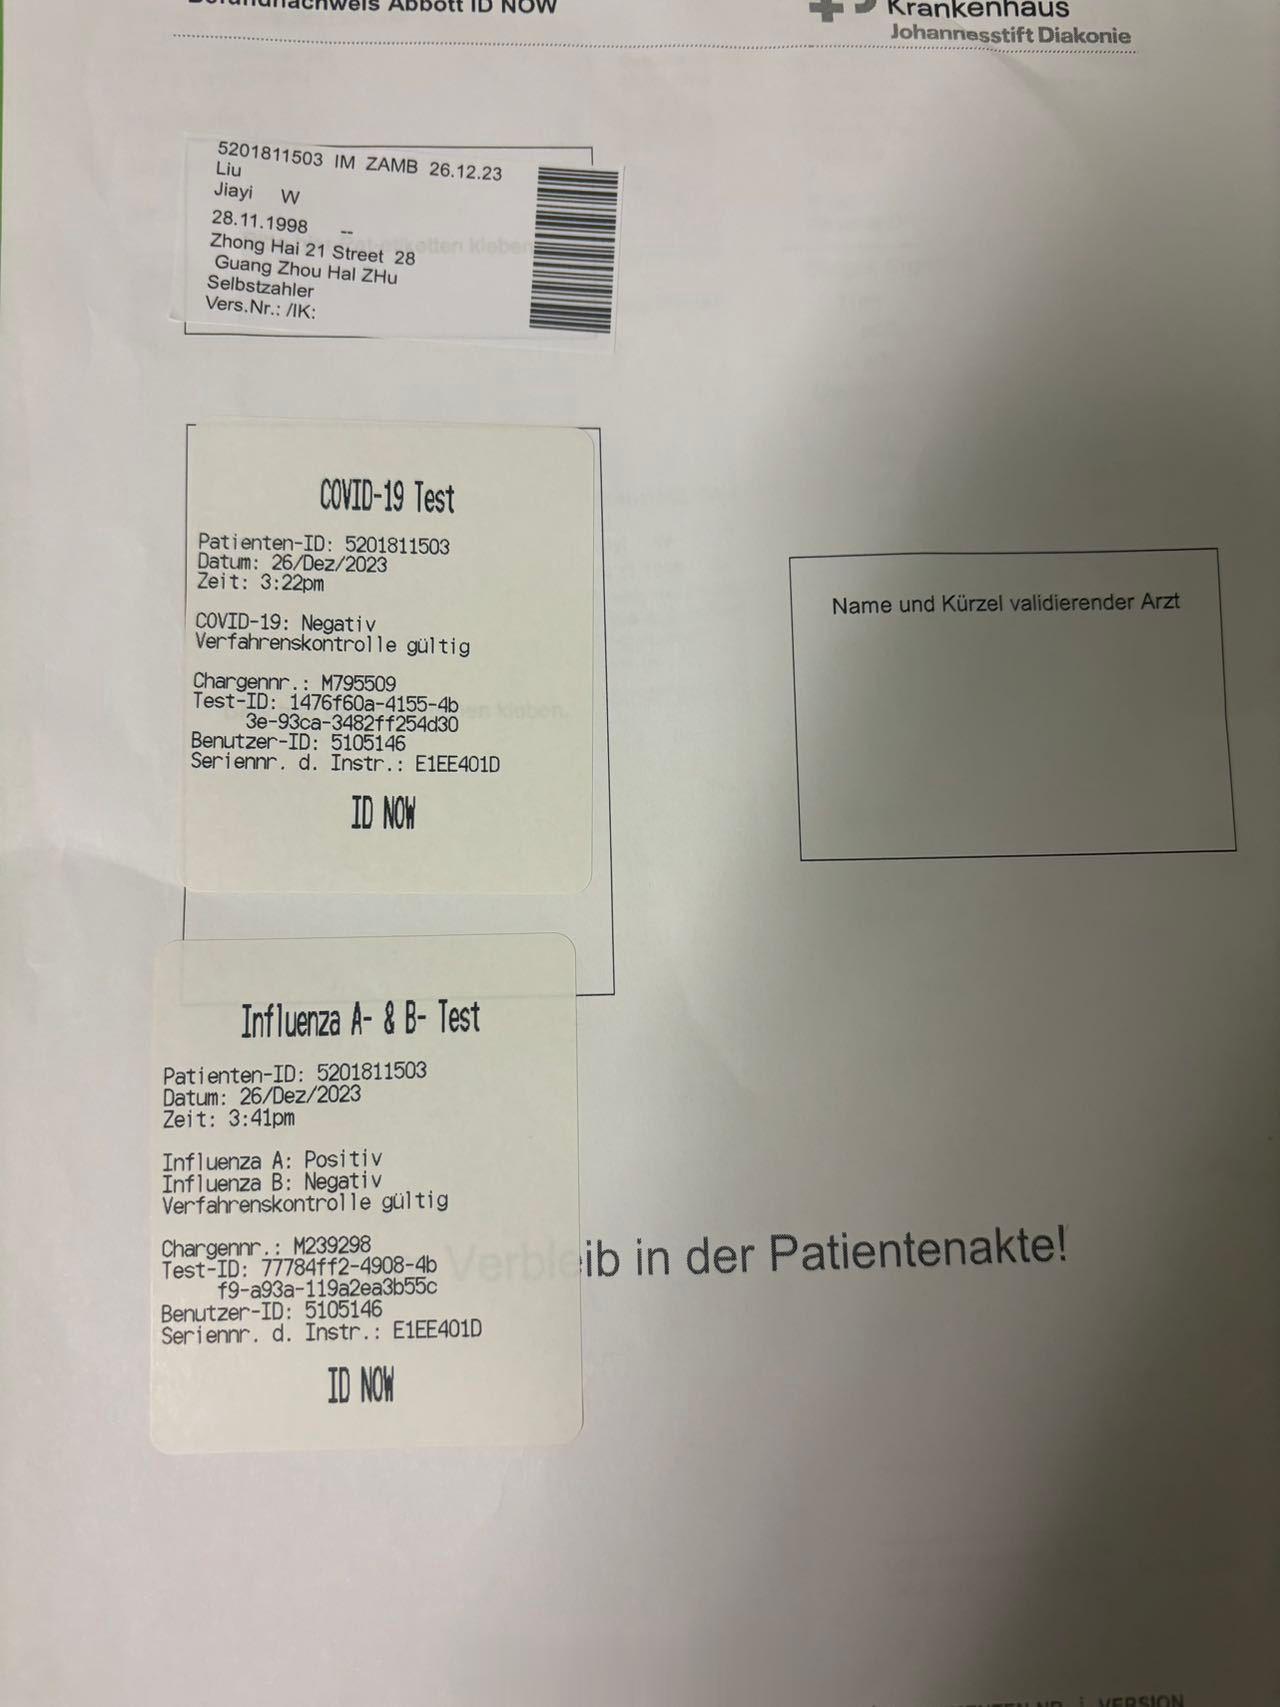 Befundnachweis Abbott ID NOW
Krankenhaus
Johannesstift Diakonie
5201811503 IM ZAMB 26.12.23
Liu
Jiayi W
28.11.1998 --
Zhong Hai 21 Street 28
Guang Zhou Hal ZHu
Selbstzahler
Vers.Nr.: /IK:
COVID-19 Test
Patienten-ID: 5201811503
Datum: 26/Dez/2023
Zeit: 3:22pm
COVID-19: Negativ
Verfahrenskontrolle gültig
Chargennr.: M795509
Test-ID: 1476f60a-4155-4b
3e-93ca-3482ff254d30
Benutzer-ID: 5105146
Seriennr. d. Instr.: E1EE401D
ID NOW
Name und Kürzel validierender Arzt
Influenza A- & B- Test
Patienten-ID: 5201811503
Datum: 26/Dez/2023
Zeit: 3:41pm
Influenza A: Positiv
Influenza B: Negativ
Verfahrenskontrolle gültig
Chargennr.: M239298
Test-ID: 77784ff2-4908-4b
f9-a93a-119a2ea3b55c
Benutzer-ID: 5105146
Seriennr. d. Instr.: E1EE401D
ID NOW
Verbleib in der Patientenakte!
VERSION